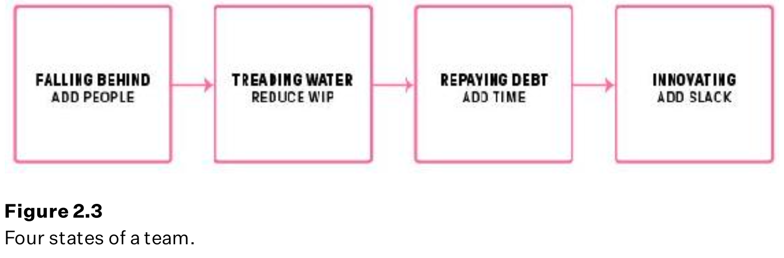 FALLING BEHIND
ADD PEOPLE
TREADING WATER
REDUCE WIP
REPAYING DEBT
ADD TIME
INNOVATING
ADD SLACK
Figure 2.3
Four states of a team.